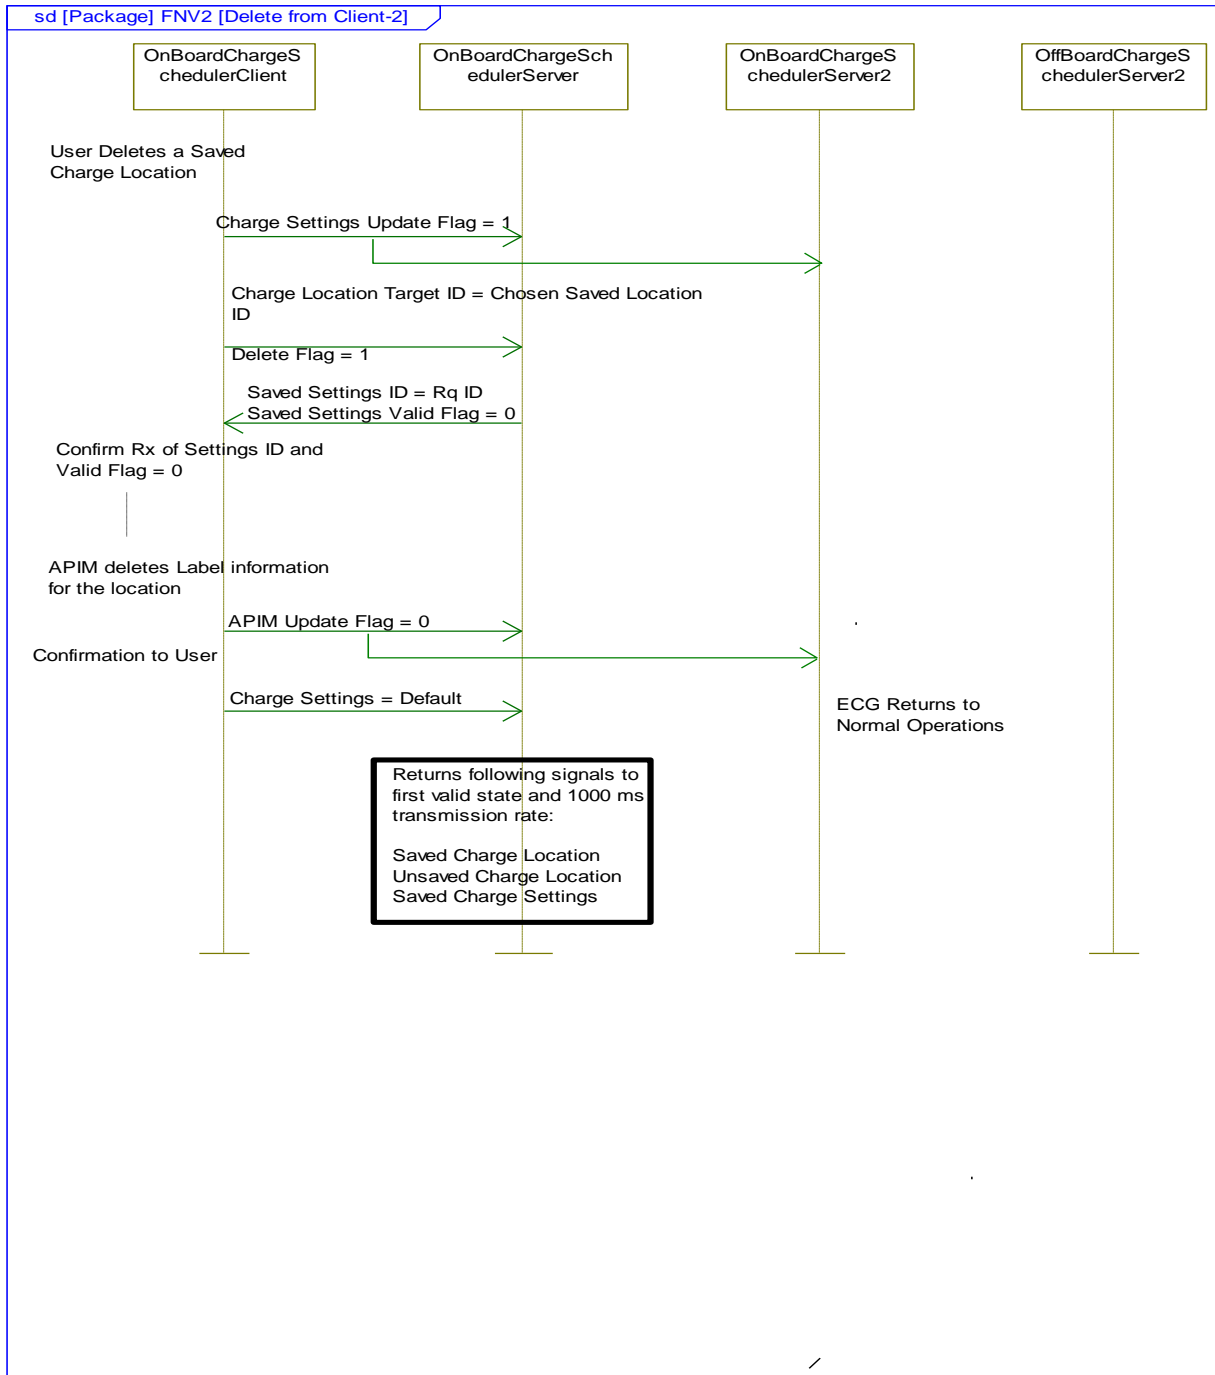 sd [Package] FNV2 [Delete from Client-2]
OnBoardChargeS
chedulerClient
OnBoardChargeSch
edulerServer
OnBoardChargeS
chedulerServer2
OffBoardChargeS
chedulerServer2
User Deletes a Saved
Charge Location
Charge Settings Update Flag = 1
Charge Location Target ID = Chosen Saved Location
ID
Delete Flag = 1
Saved Settings ID = Rq ID
Saved Settings Valid Flag = 0
Confirm Rx of Settings ID and
Valid Flag = 0
APIM deletes Label information
for the location
APIM Update Flag = 0
Confirmation to User
Charge Settings = Default
ECG Returns to
Normal Operations
Returns following signals to
first valid state and 1000 ms
transmission rate:
Saved Charge Location
Unsaved Charge Location
Saved Charge Settings